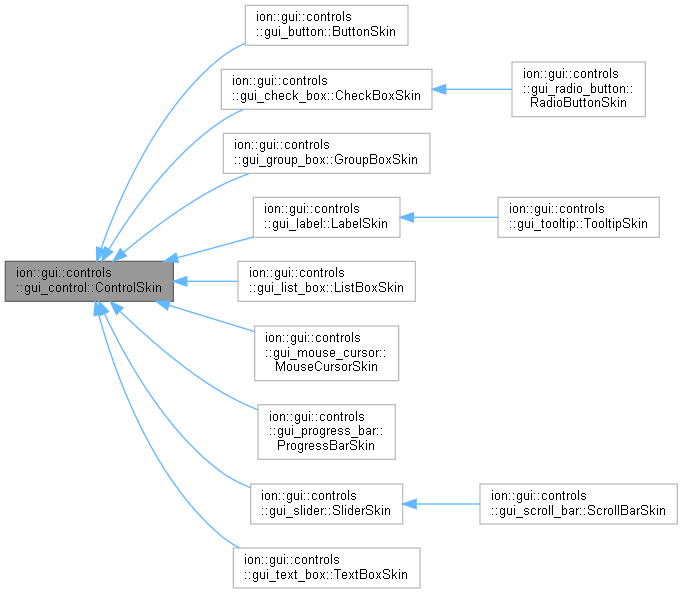 ion::gui::controls
::gui_button::ButtonSkin
ion::gui::controls
::gui_check_box::CheckBoxSkin
ion::gui::controls
::gui_radio_button::
RadioButtonSkin
ion::gui::controls
::gui_group_box::GroupBoxSkin
ion::gui::controls
::gui_label::LabelSkin
ion::gui::controls
::gui_tooltip::TooltipSkin
ion::gui::controls
::gui_control::ControlSkin
ion::gui::controls
::gui_list_box::ListBoxSkin
ion::gui::controls
::gui_mouse_cursor::
MouseCursorSkin
ion::gui::controls
::gui_progress_bar::
ProgressBarSkin
ion::gui::controls
::gui_slider::SliderSkin
ion::gui::controls
::gui_scroll_bar::ScrollBarSkin
ion::gui::controls
::gui_text_box::TextBoxSkin